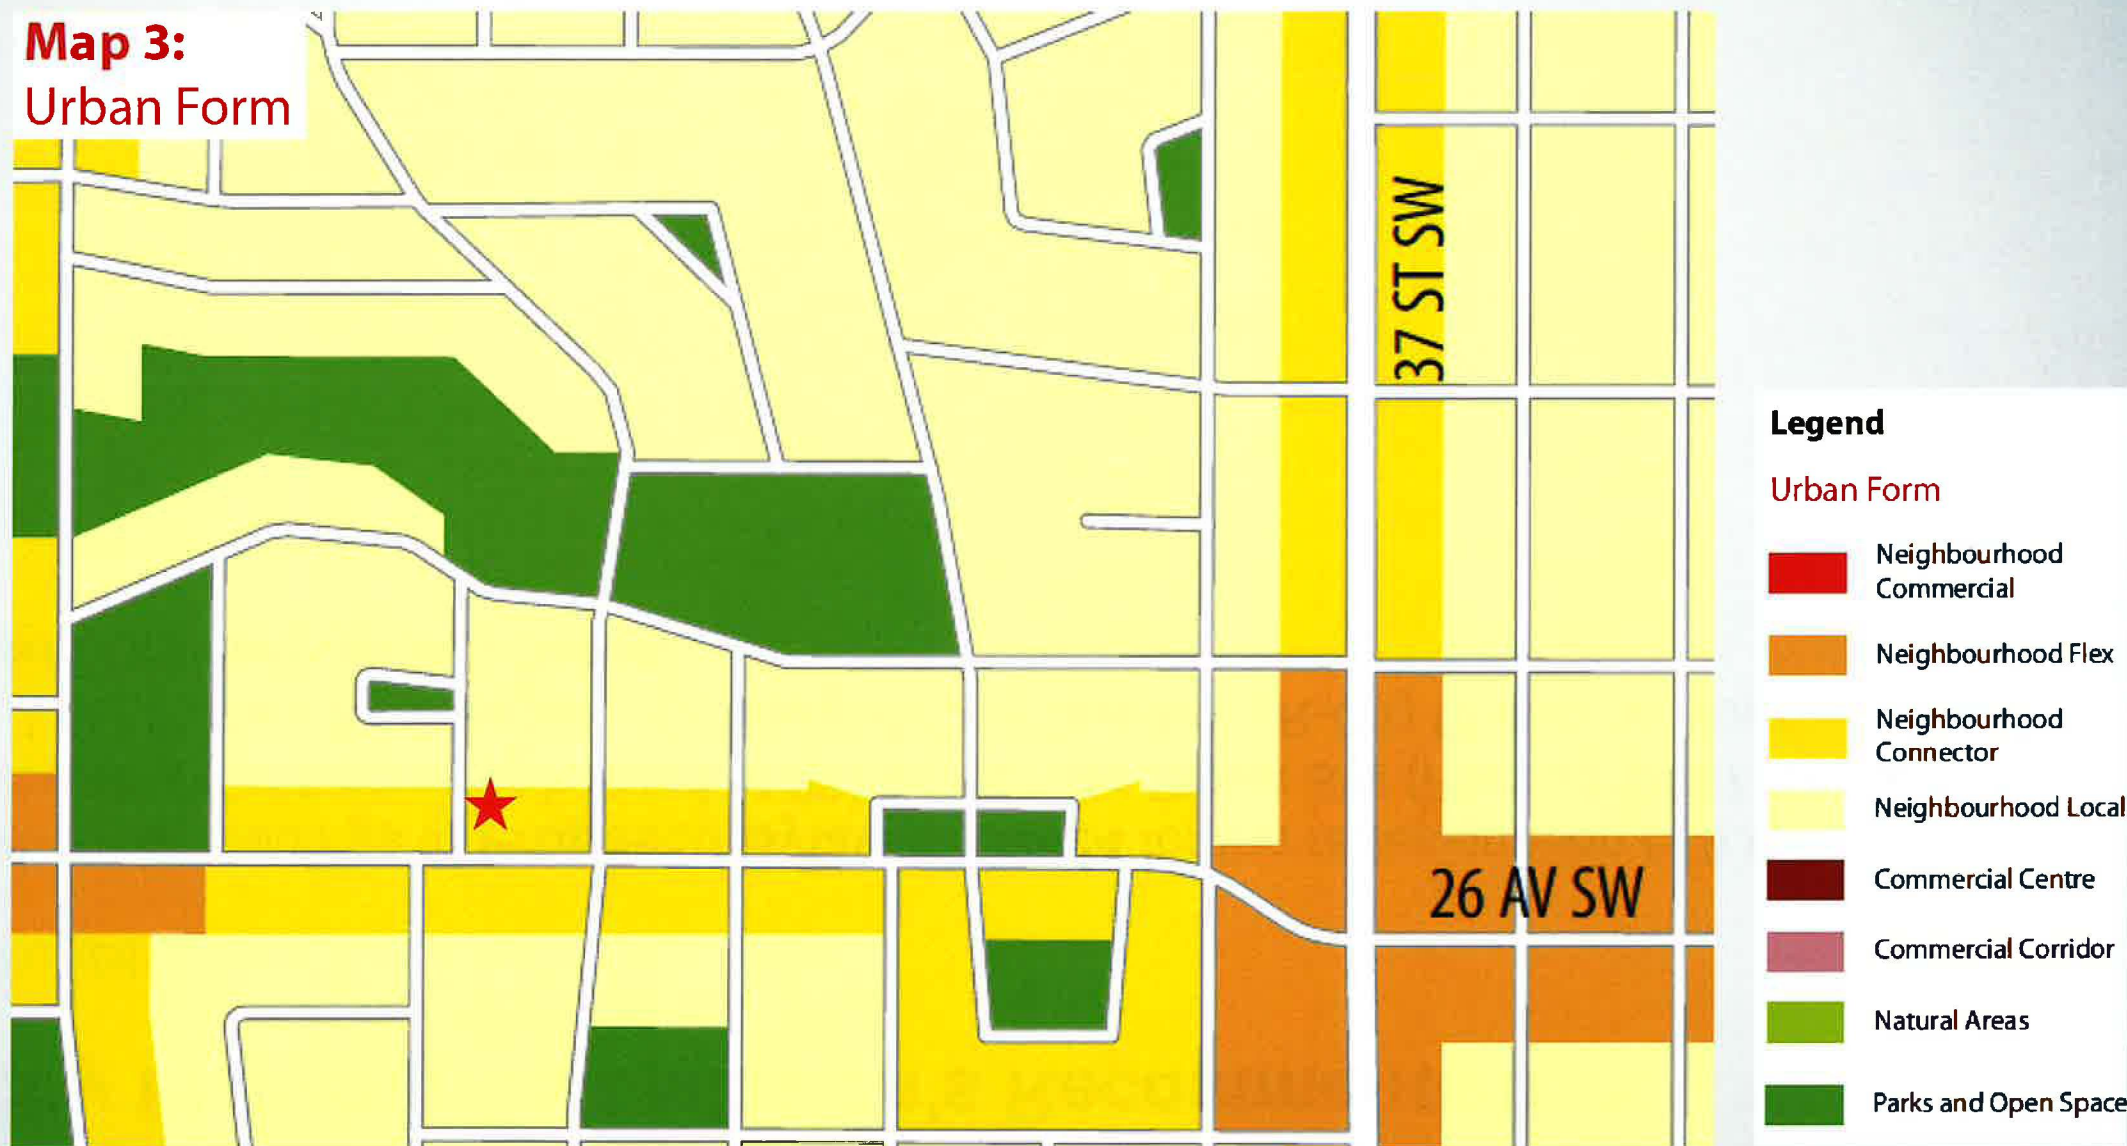 Map 3:
Urban Form
37 ST SW
26 AV SW
Legend
Urban Form
Neighbourhood
Commercial
Neighbourhood Flex
Neighbourhood
Connector
Neighbourhood Local
Commercial Centre
Commercial Corridor
Natural Areas
Parks and Open Space